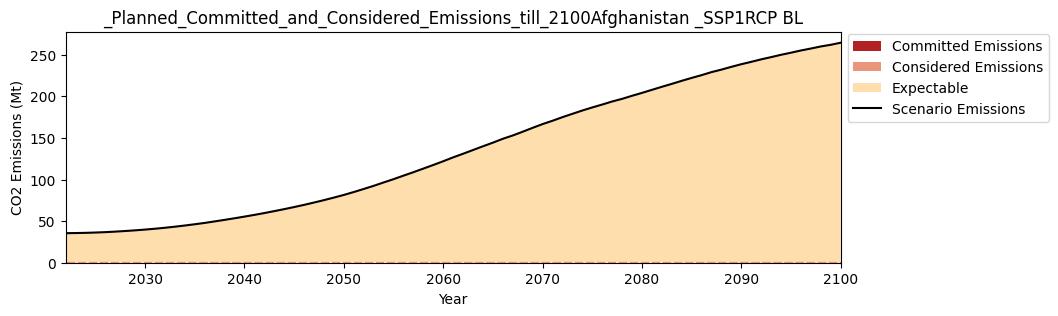 _Planned_Committed_and_Considered_Emissions_till_2100Afghanistan _SSP1RCP BL
Committed Emissions
Considered Emissions
Expectable
Scenario Emissions
CO2 Emissions (Mt)
250
200
150
100
50
0
2030 2040 2050 2060 2070 2080 2090 2100
Year